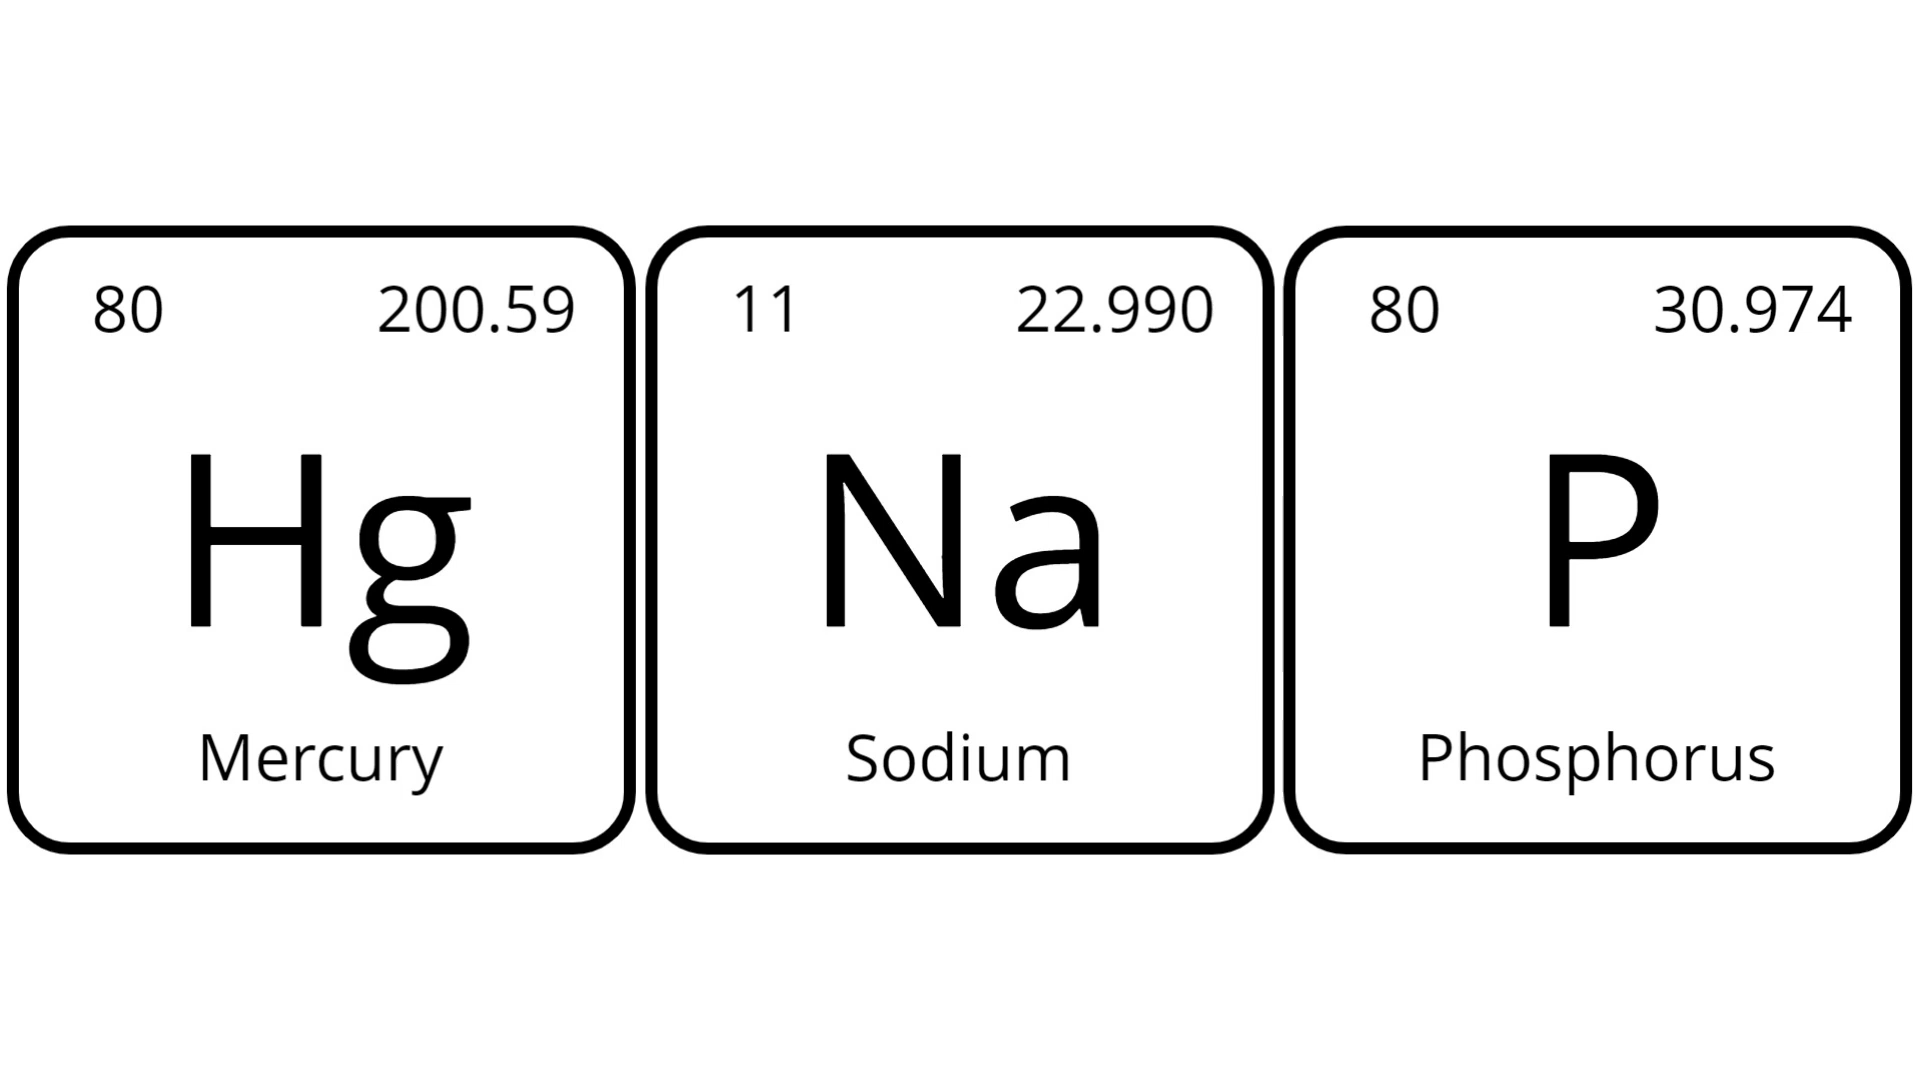 80 200.59
Hg
Mercury
11 22.990
Na
Sodium
80 30.974
P
Phosphorus